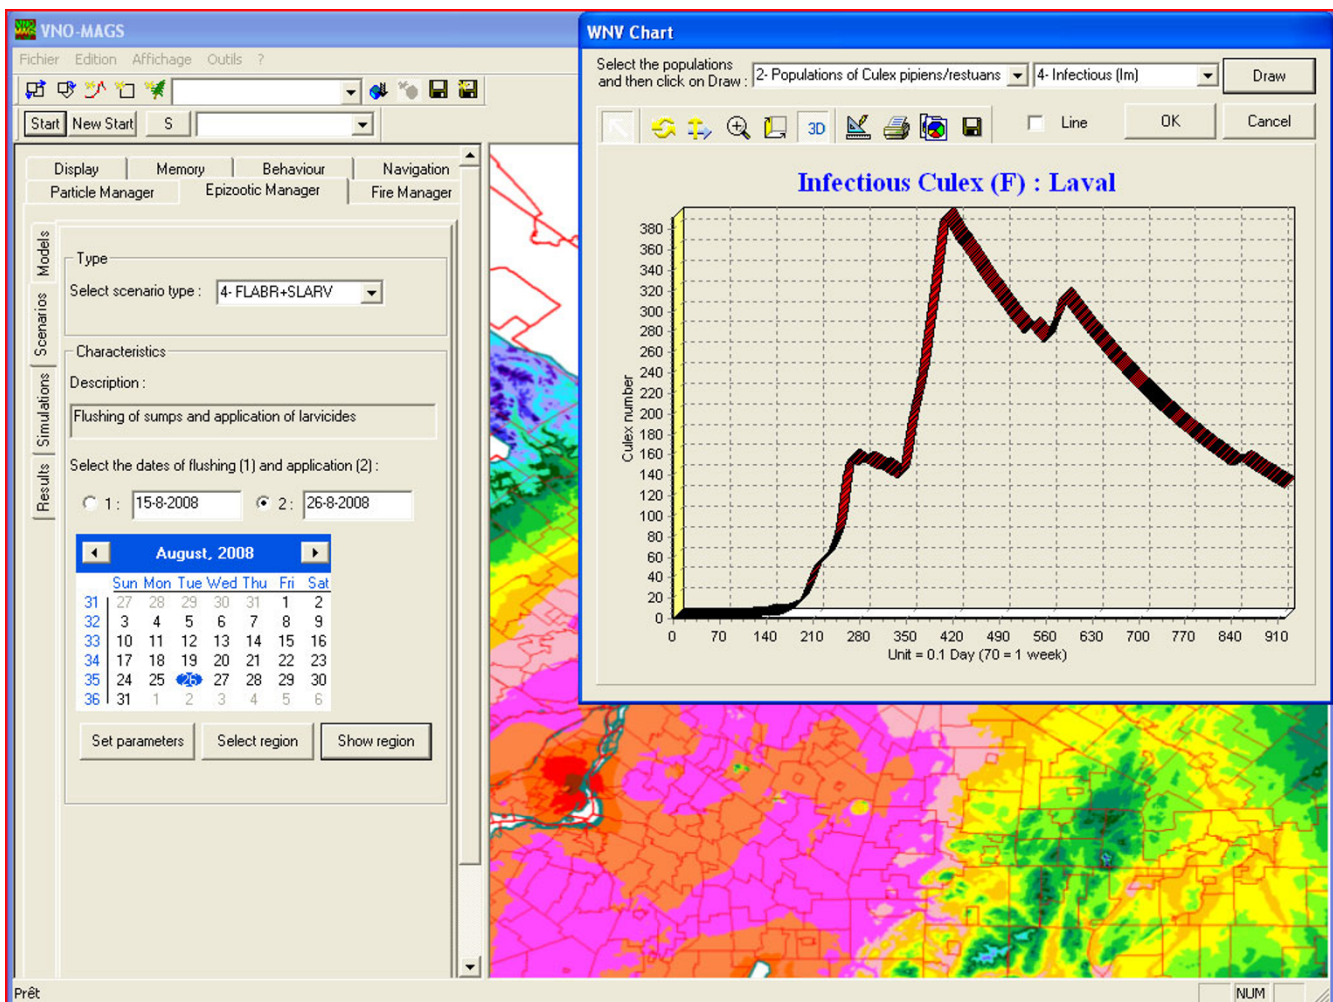 VNO-MAGS
Fichier Edition Affichage Outils ?
Start New Start S
Display Memory Behaviour Navigation
Particle Manager Epizootic Manager Fire Manager
Models
Scenarios
Simulations
Results
Type
Select scenario type : 4- FLABR+SLARV
Characteristics
Description :
Flushing of sumps and application of larvicides
Select the dates of flushing (1) and application (2) :
1 : 15-8-2008 2 : 26-8-2008
August, 2008
Sun Mon Tue Wed Thu Fri Sat
31 27 28 29 30 31 1 2
32 3 4 5 6 7 8 9
33 10 11 12 13 14 15 16
34 17 18 19 20 21 22 23
35 24 25 26 27 28 29 30
36 31 1 2 3 4 5 6
Set parameters Select region Show region
Prêt
NUM
WNV Chart
Select the populations
and then click on Draw : 2- Populations of Culex pipiens/restuans 4- Infectious (Im) Draw
3D Line OK Cancel
Infectious Culex (F) : Laval
Culex number
380
360
340
320
300
280
260
240
220
200
180
160
140
120
100
80
60
40
20
0
0 70 140 210 280 350 420 490 560 630 700 770 840 910
Unit = 0.1 Day (70 = 1 week)